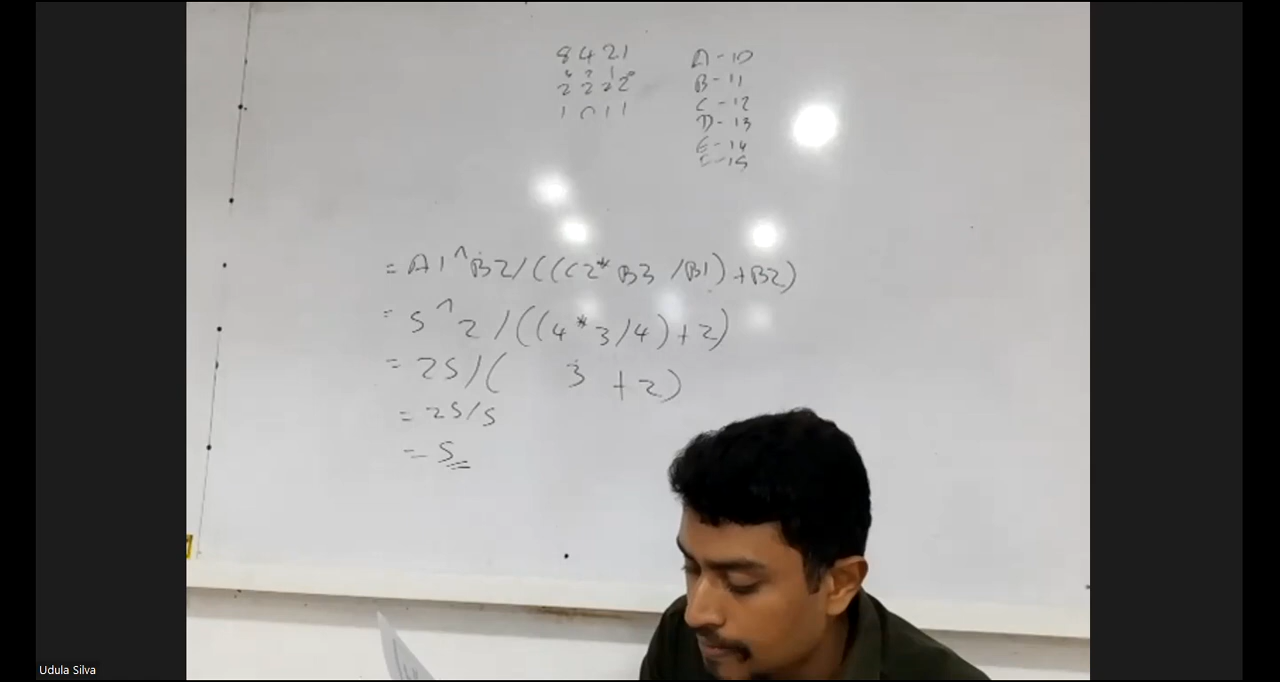 8 4 2 1
2³ 2² 2¹ 2⁰
1 0 1 1
A - 10
B - 11
C - 12
D - 13
E - 14
F - 15
= A1^B2/((C2*B3/B1)+B2)
= 5^2/((4*3/4)+2)
= 25/( 3 +2)
= 25/5
= 5
Udula Silva